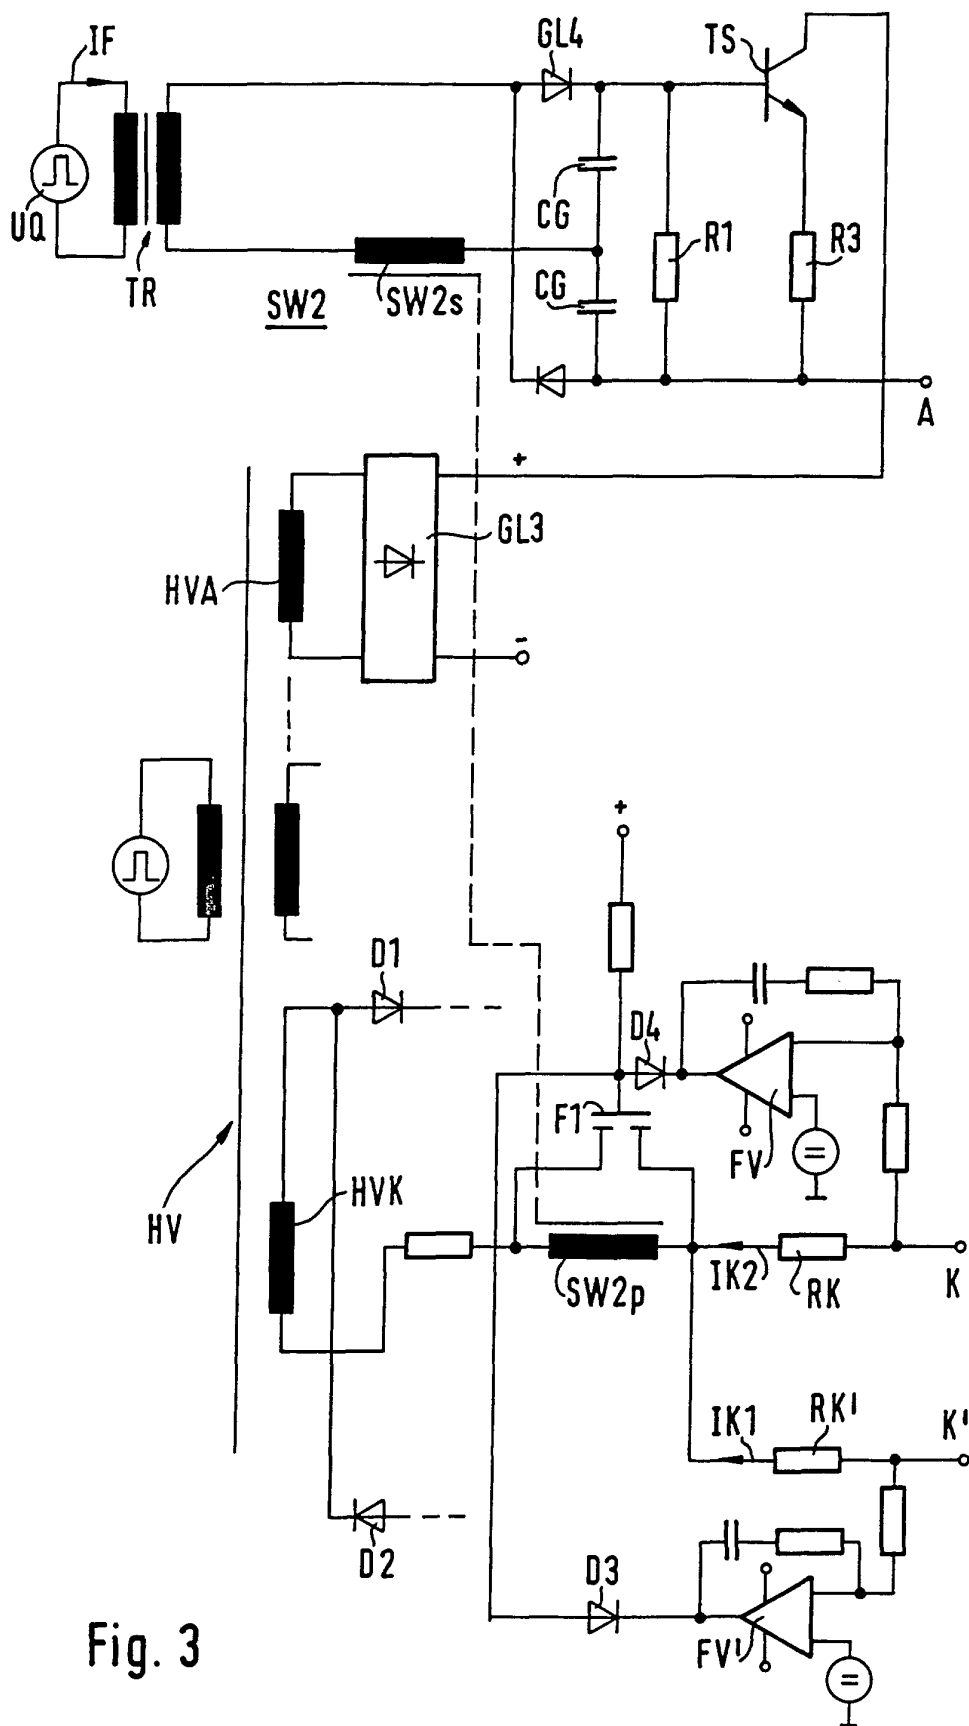 IF
GL4
TS
UQ
CG
R1
R3
TR
SW2
SW2s
CG
A
+
GL3
HVA
-
+
D1
D4
F1
FV
=
HVK
HV
IK2
SW2p
RK
K
IK1
RK'
K'
D2
D3
Fig. 3
FV'
=